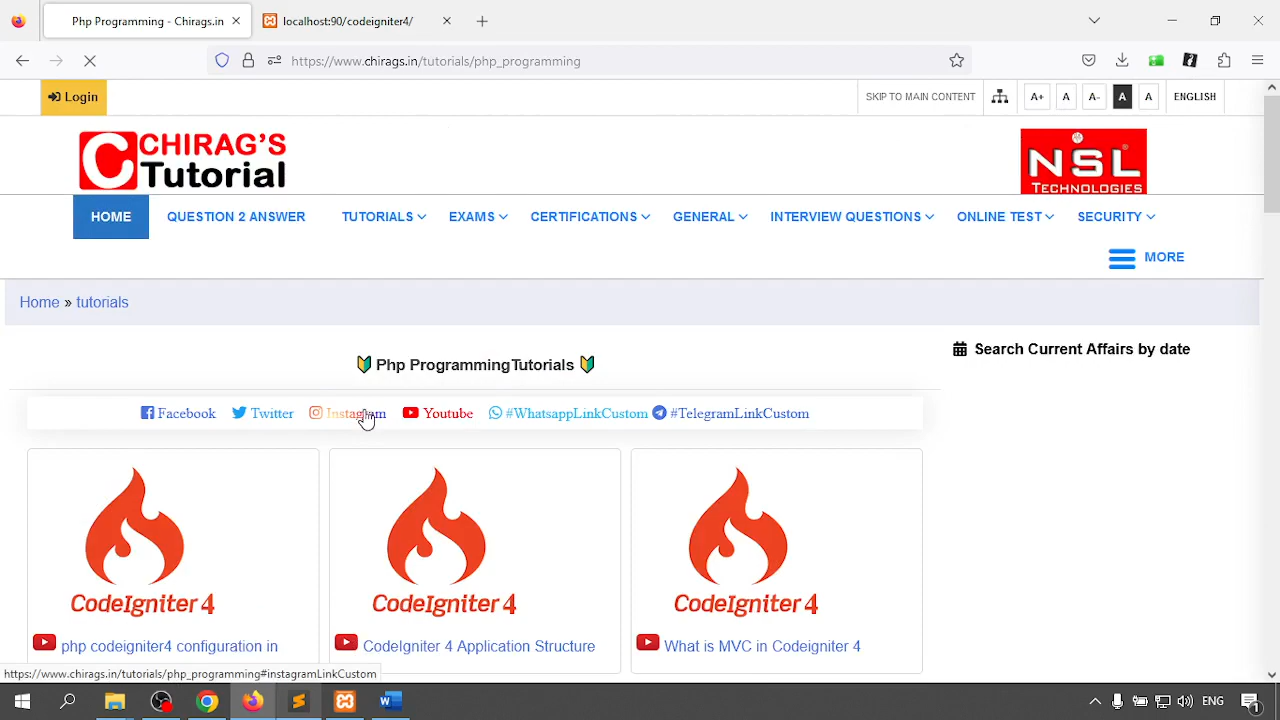 Php Programming - Chirags.in
localhost:90/codeigniter4/
https://www.chirags.in/tutorials/php_programming
Login
SKIP TO MAIN CONTENT
A+
A
A-
A
A
ENGLISH
C CHIRAG'S
Tutorial
NSL
TECHNOLOGIES
HOME
QUESTION 2 ANSWER
TUTORIALS
EXAMS
CERTIFICATIONS
GENERAL
INTERVIEW QUESTIONS
ONLINE TEST
SECURITY
MORE
Home » tutorials
Php ProgrammingTutorials
Search Current Affairs by date
Facebook Twitter Instagram Youtube #WhatsappLinkCustom #TelegramLinkCustom
CodeIgniter 4
CodeIgniter 4
CodeIgniter 4
php codeigniter4 configuration in
CodeIgniter 4 Application Structure
What is MVC in Codeigniter 4
https://www.chirags.in/tutorials/php_programming#instagramLinkCustom
ENG
1